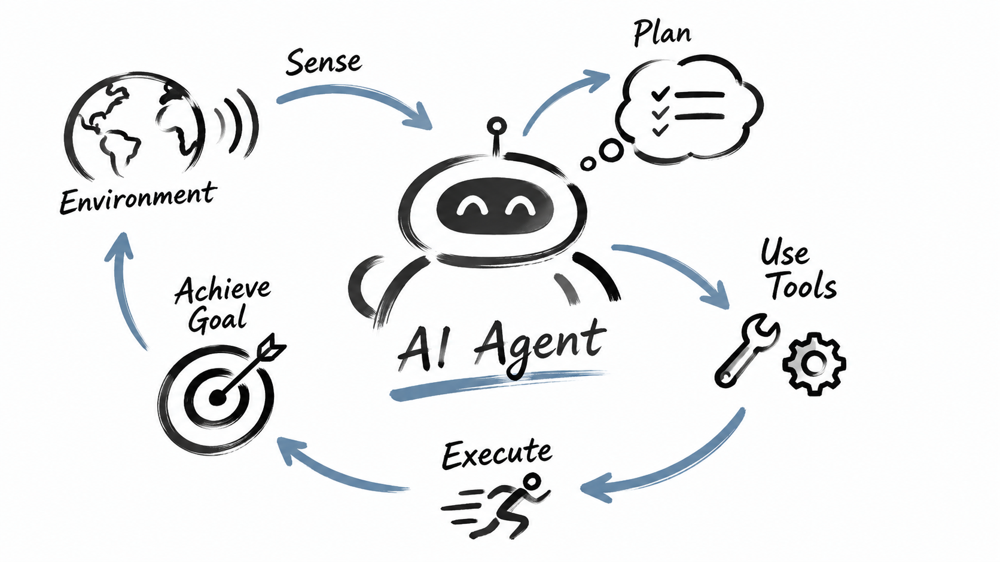 Plan
Sense
Environment
Use
Tools
Achieve
Goal
AI Agent
Execute